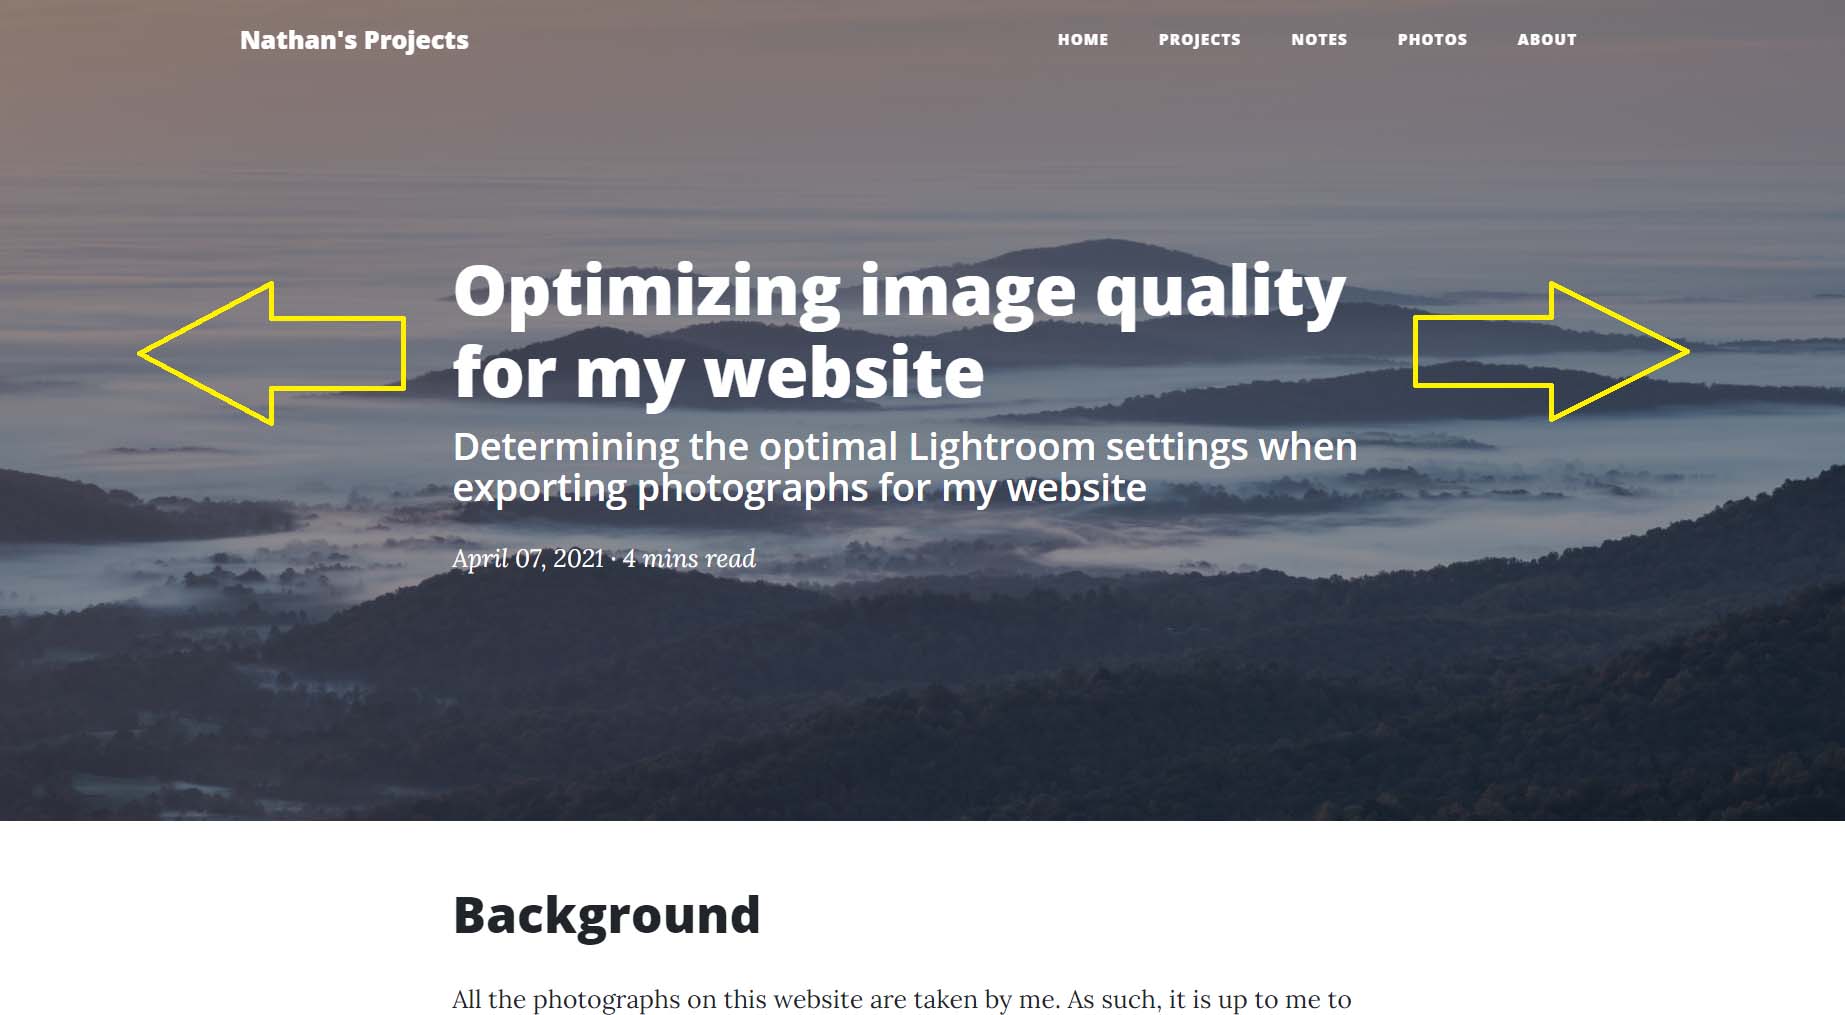 Nathan's Projects
HOME PROJECTS NOTES PHOTOS ABOUT
Optimizing image quality
for my website
Determining the optimal Lightroom settings when
exporting photographs for my website
April 07, 2021 · 4 mins read
Background
All the photographs on this website are taken by me. As such, it is up to me to